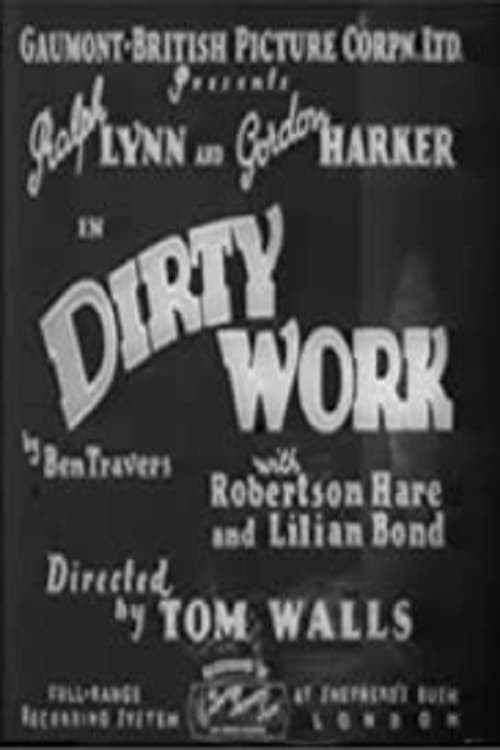 GAUMONT-BRITISH PICTURE CORPN. LTD.
Presents
Ralph LYNN AND Gordon HARKER
IN
DIRTY
WORK
by Ben Travers
with
Robertson Hare
and Lilian Bond
Directed
by TOM WALLS
FULL-RANGE
RECORDING SYSTEM
AT SHEPHERD'S BUSH
LONDON